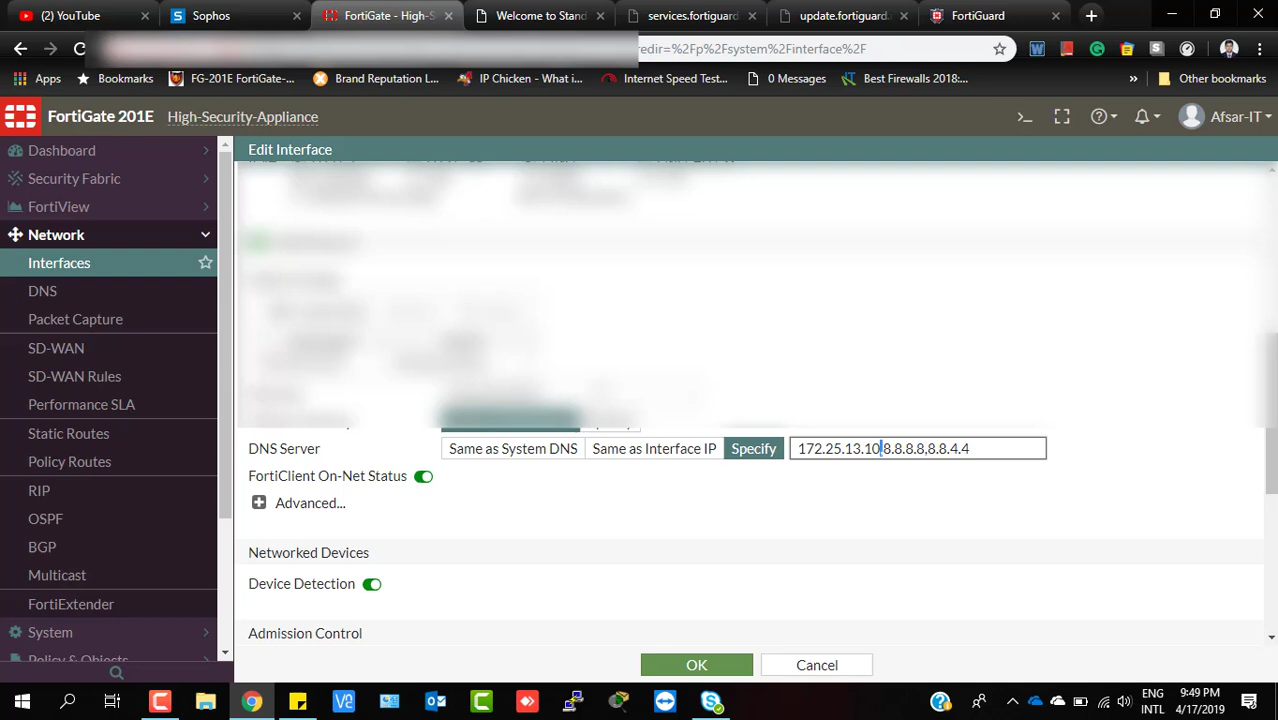 YouTube
Sophos
FortiGate - High-S
Welcome to Stand
services.fortiguard
update.fortiguard.
FortiGuard
redir=%2Fp%2Fsystem%2Finterface%2F
Apps
Bookmarks
FG-201E FortiGate-...
Brand Reputation L...
IP Chicken - What i...
Internet Speed Test...
0 Messages
Best Firewalls 2018:...
»
Other bookmarks
FortiGate 201E
High-Security-Appliance
Afsar-IT
Dashboard
Security Fabric
FortiView
Network
Interfaces
DNS
Packet Capture
SD-WAN
SD-WAN Rules
Performance SLA
Static Routes
Policy Routes
RIP
OSPF
BGP
Multicast
FortiExtender
System
Policy & Objects
Edit Interface
DNS Server
Same as System DNS
Same as Interface IP
Specify
172.25.13.10,8.8.8.8,8.8.4.4
FortiClient On-Net Status
Advanced...
Networked Devices
Device Detection
Admission Control
OK
Cancel
ENG
INTL
9:49 PM
4/17/2019